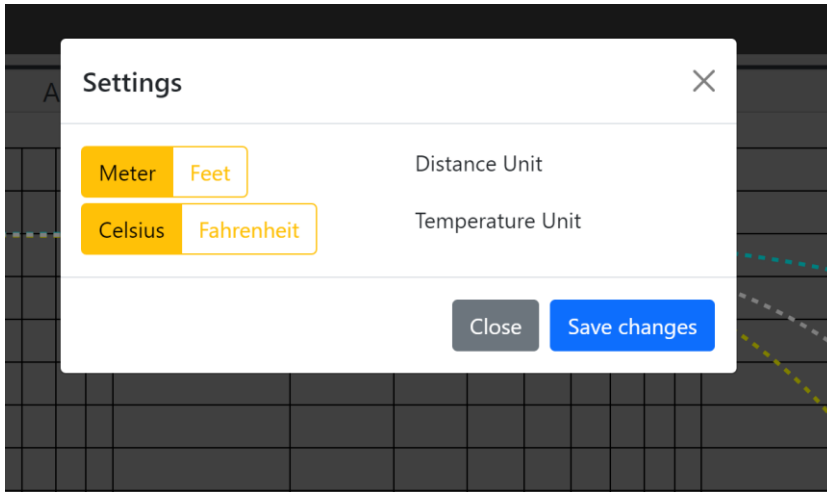 A
Settings
Meter Feet Distance Unit
Celsius Fahrenheit Temperature Unit
Close Save changes